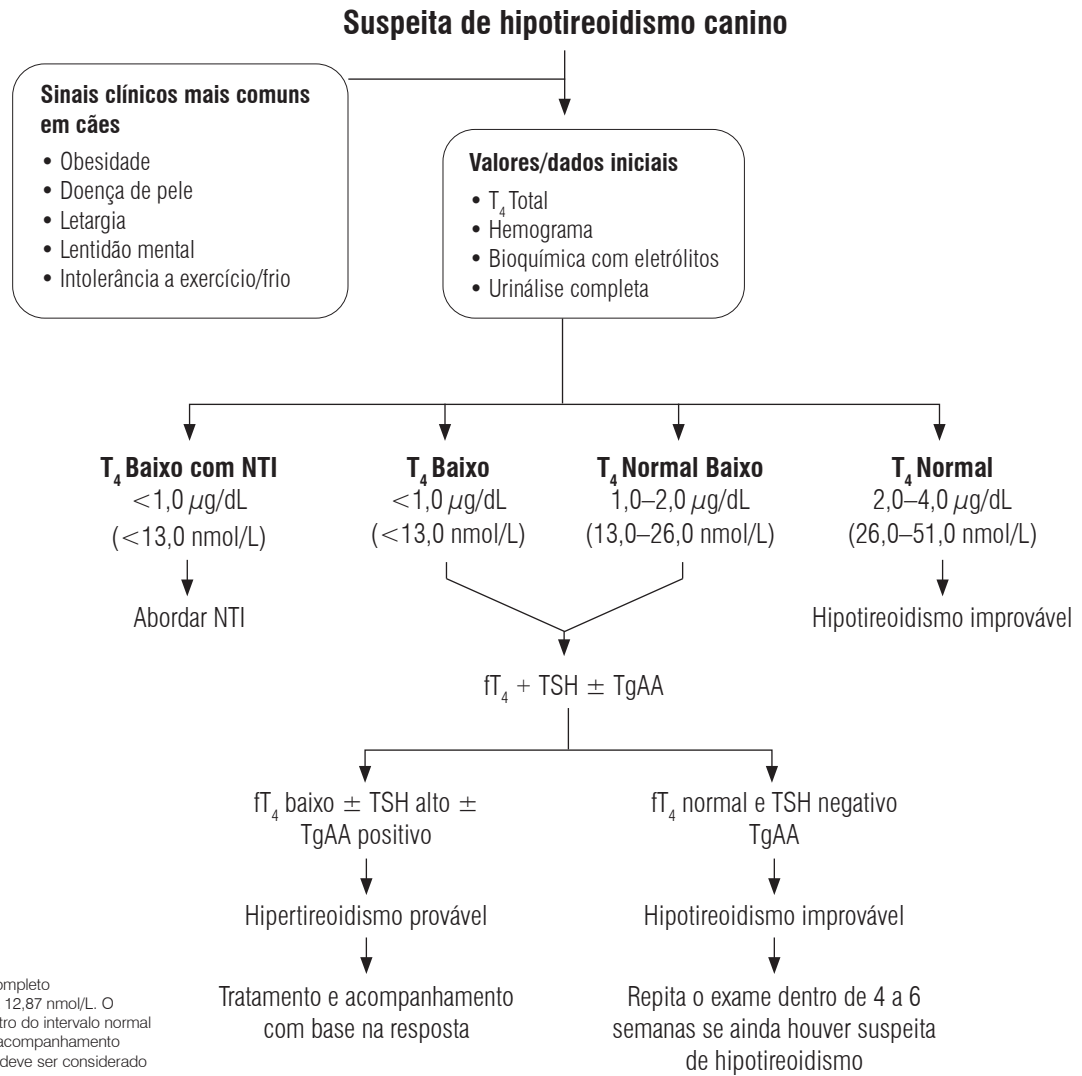 Suspeita de hipotireoidismo canino
Sinais clínicos mais comuns
em cães
• Obesidade
• Doença de pele
• Letargia
• Lentidão mental
• Intolerância a exercício/frio
Valores/dados iniciais
• T₄ Total
• Hemograma
• Bioquímica com eletrólitos
• Urinálise completa
T₄ Baixo com NTI
<1,0 µg/dL
(<13,0 nmol/L)
Abordar NTI
T₄ Baixo
<1,0 µg/dL
(<13,0 nmol/L)
T₄ Normal Baixo
1,0–2,0 µg/dL
(13,0–26,0 nmol/L)
T₄ Normal
2,0–4,0 µg/dL
(26,0–51,0 nmol/L)
Hipotireoidismo improvável
fT₄ + TSH ± TgAA
fT₄ baixo ± TSH alto ±
TgAA positivo
Hipertireoidismo provável
Tratamento e acompanhamento
com base na resposta
fT₄ normal e TSH negativo
TgAA
Hipotireoidismo improvável
Repita o exame dentro de 4 a 6
semanas se ainda houver suspeita
de hipotireoidismo
12,87 nmol/L. O
do intervalo normal
acompanhamento
deve ser considerado